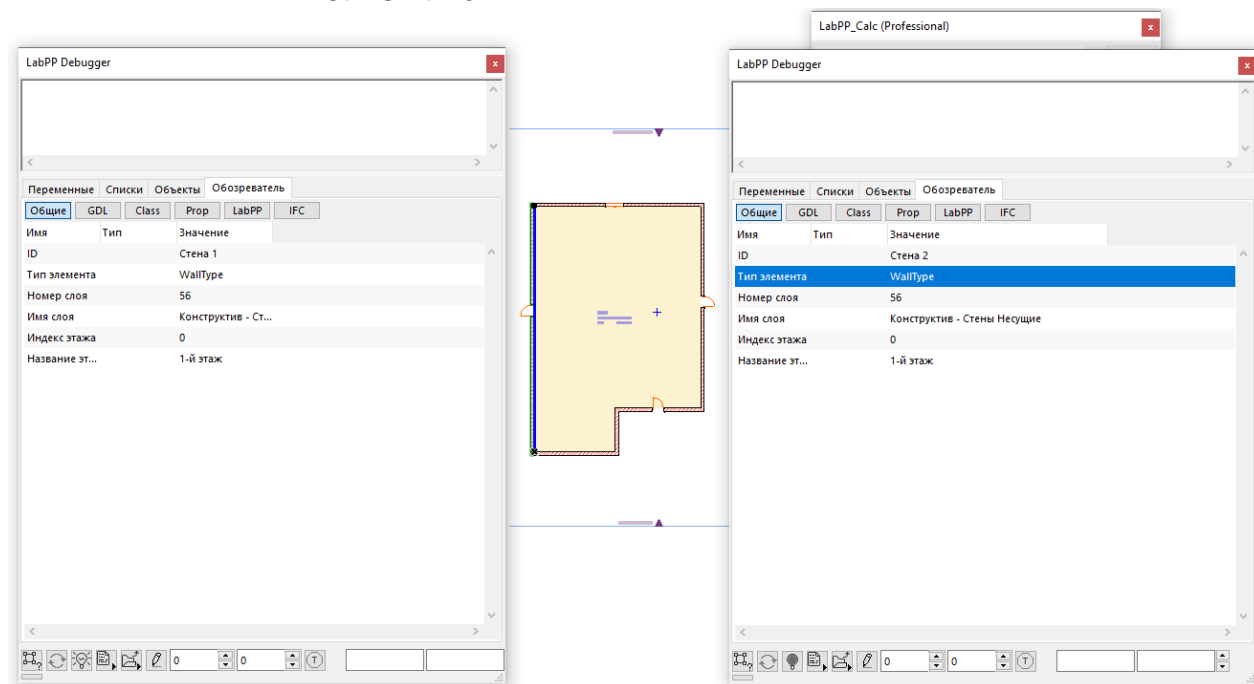 LabPP_Calc (Professional)
LabPP Debugger
Переменные Списки Объекты Обозреватель
Общие GDL Class Prop LabPP IFC
Имя Тип Значение
ID Стена 1
Тип элемента WallType
Номер слоя 56
Имя слоя Конструктив - Ст...
Индекс этажа 0
Название эт... 1-й этаж
0 0 T
LabPP Debugger
Переменные Списки Объекты Обозреватель
Общие GDL Class Prop LabPP IFC
Имя Тип Значение
ID Стена 2
Тип элемента WallType
Номер слоя 56
Имя слоя Конструктив - Стены Несущие
Индекс этажа 0
Название эт... 1-й этаж
0 0 T